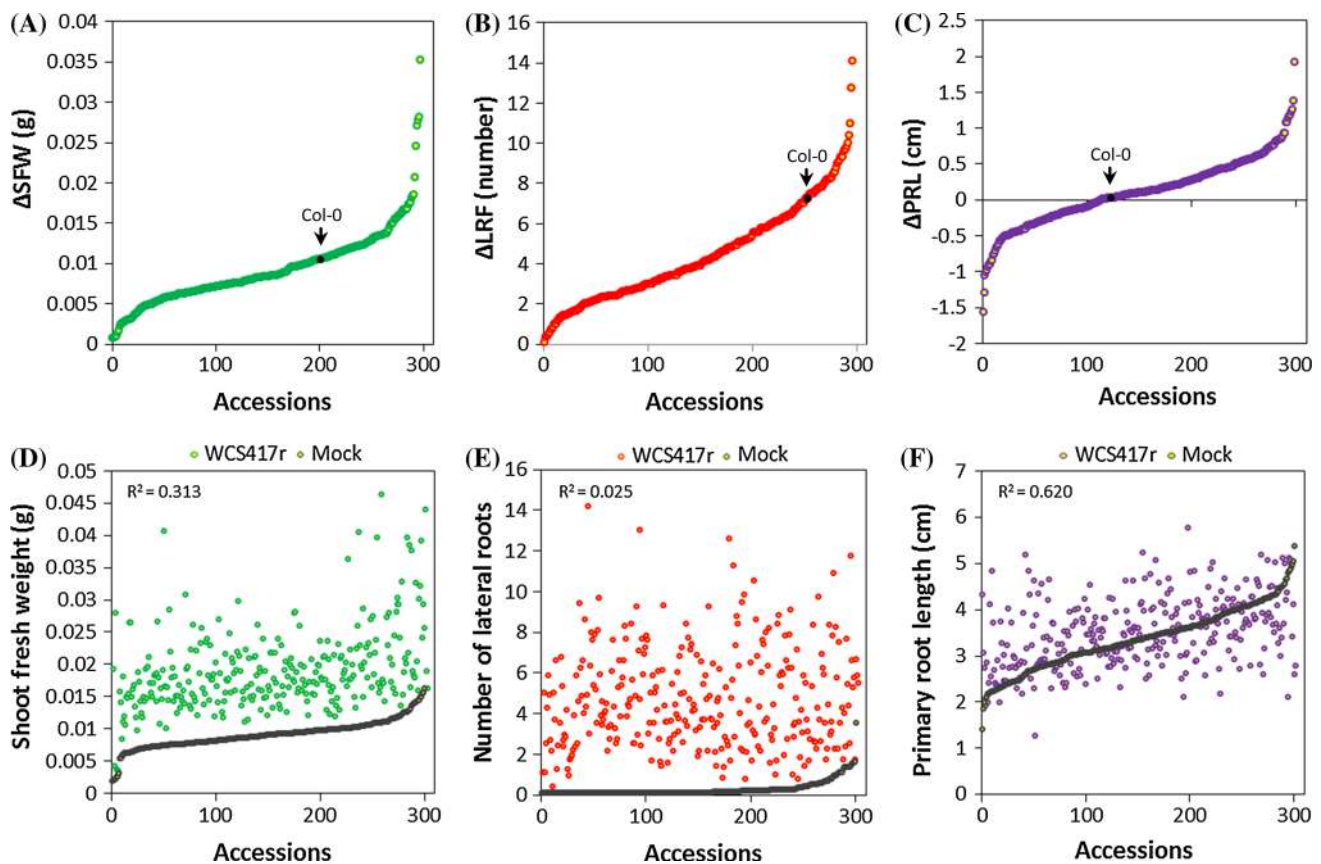 (A)
ΔSFW (g)
0.04
0.035
0.03
0.025
0.02
0.015
0.01
0.005
0
Col-0
0 100 200 300
Accessions
(B)
ΔLRF (number)
16
14
12
10
8
6
4
2
0
Col-0
0 100 200 300
Accessions
(C)
ΔPRL (cm)
2.5
2
1.5
1
0.5
0
-0.5
-1
-1.5
-2
Col-0
0 100 200 300
Accessions
(D)
WCS417r Mock
R² = 0.313
Shoot fresh weight (g)
0.05
0.045
0.04
0.035
0.03
0.025
0.02
0.015
0.01
0.005
0
0 100 200 300
Accessions
(E)
WCS417r Mock
R² = 0.025
Number of lateral roots
16
14
12
10
8
6
4
2
0
0 100 200 300
Accessions
(F)
WCS417r Mock
R² = 0.620
Primary root length (cm)
7
6
5
4
3
2
1
0
0 100 200 300
Accessions